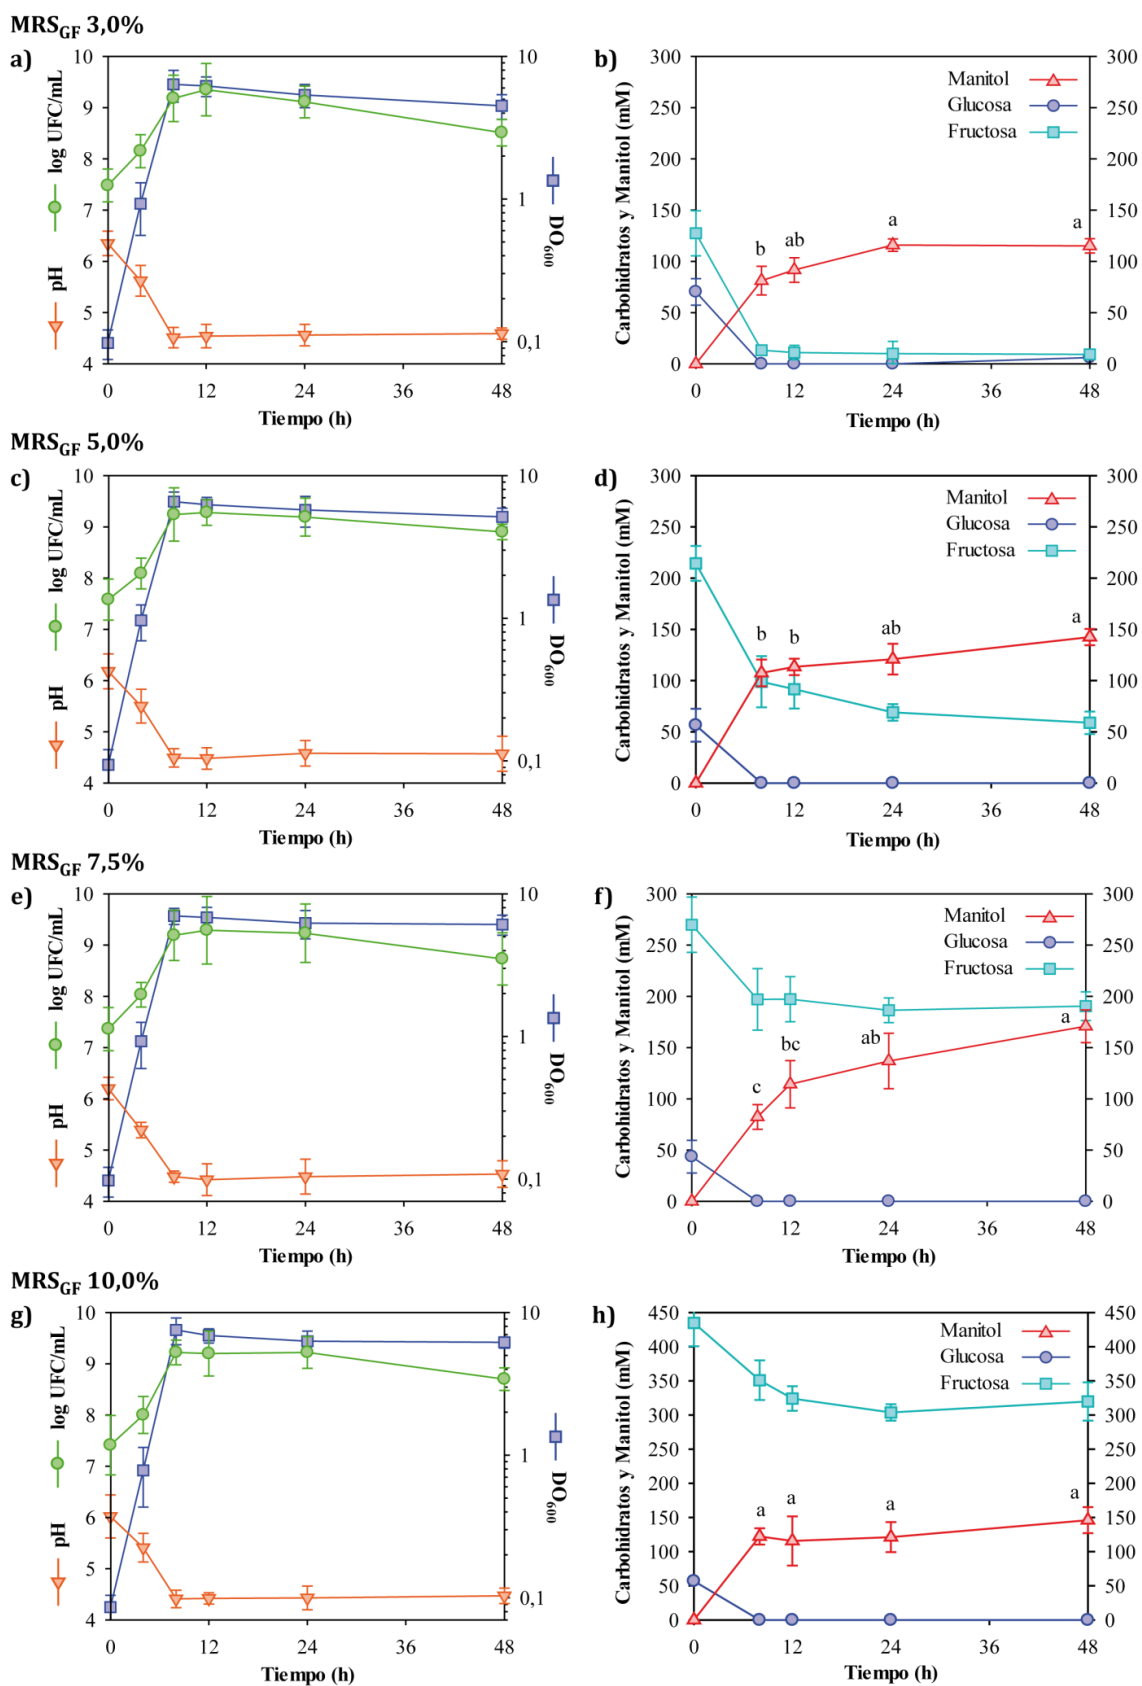 MRS_GF 3,0%
a)
10
9
8
7
6
5
4
log UFC/mL
pH
10
1
0,1
DO600
0 12 24 36 48
Tiempo (h)
b)
300
250
200
150
100
50
0
Carbohidratos y Manitol (mM)
Manitol
Glucosa
Fructosa
b ab a a
300
250
200
150
100
50
0
0 12 24 36 48
Tiempo (h)
MRS_GF 5,0%
c)
10
9
8
7
6
5
4
log UFC/mL
pH
10
1
0,1
DO600
0 12 24 36 48
Tiempo (h)
d)
300
250
200
150
100
50
0
Carbohidratos y Manitol (mM)
Manitol
Glucosa
Fructosa
b b ab a
300
250
200
150
100
50
0
0 12 24 36 48
Tiempo (h)
MRS_GF 7,5%
e)
10
9
8
7
6
5
4
log UFC/mL
pH
10
1
0,1
DO600
0 12 24 36 48
Tiempo (h)
f)
300
250
200
150
100
50
0
Carbohidratos y Manitol (mM)
Manitol
Glucosa
Fructosa
c bc ab a
300
250
200
150
100
50
0
0 12 24 36 48
Tiempo (h)
MRS_GF 10,0%
g)
10
9
8
7
6
5
4
log UFC/mL
pH
10
1
0,1
DO600
0 12 24 36 48
Tiempo (h)
h)
450
400
350
300
250
200
150
100
50
0
Carbohidratos y Manitol (mM)
Manitol
Glucosa
Fructosa
a a a a
450
400
350
300
250
200
150
100
50
0
0 12 24 36 48
Tiempo (h)